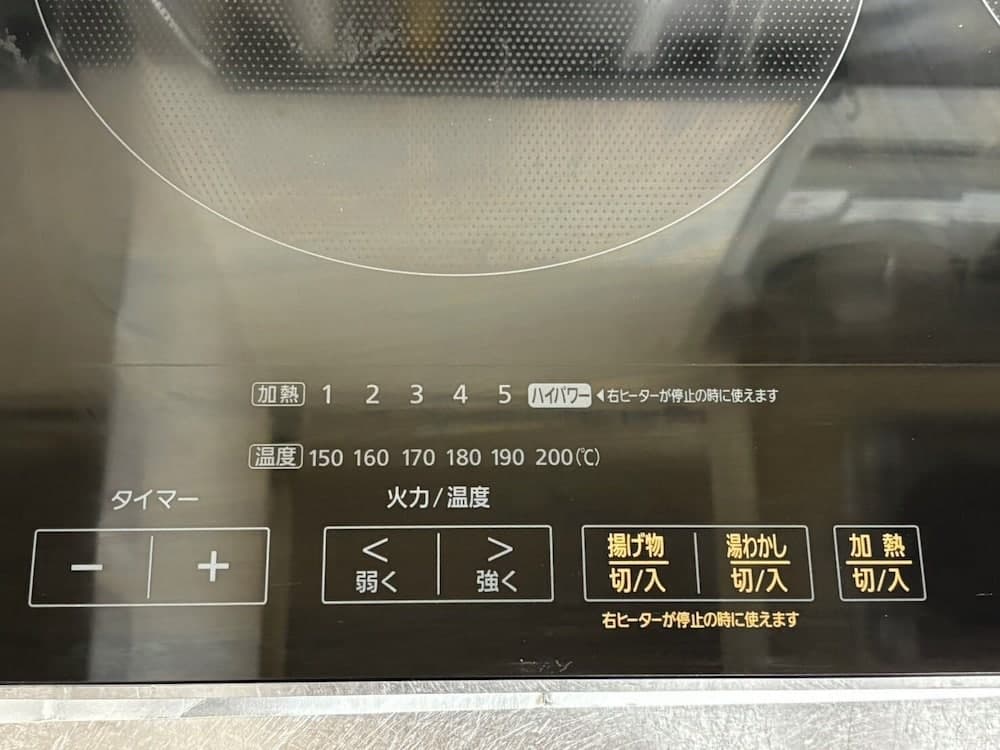 加熱 1 2 3 4 5 ハイパワー ◀右ヒーターが停止の時に使えます
温度 150 160 170 180 190 200(℃)
タイマー
− +
火力/温度
< 弱く > 強く
揚げ物 切/入
湯わかし 切/入
加熱 切/入
右ヒーターが停止の時に使えます